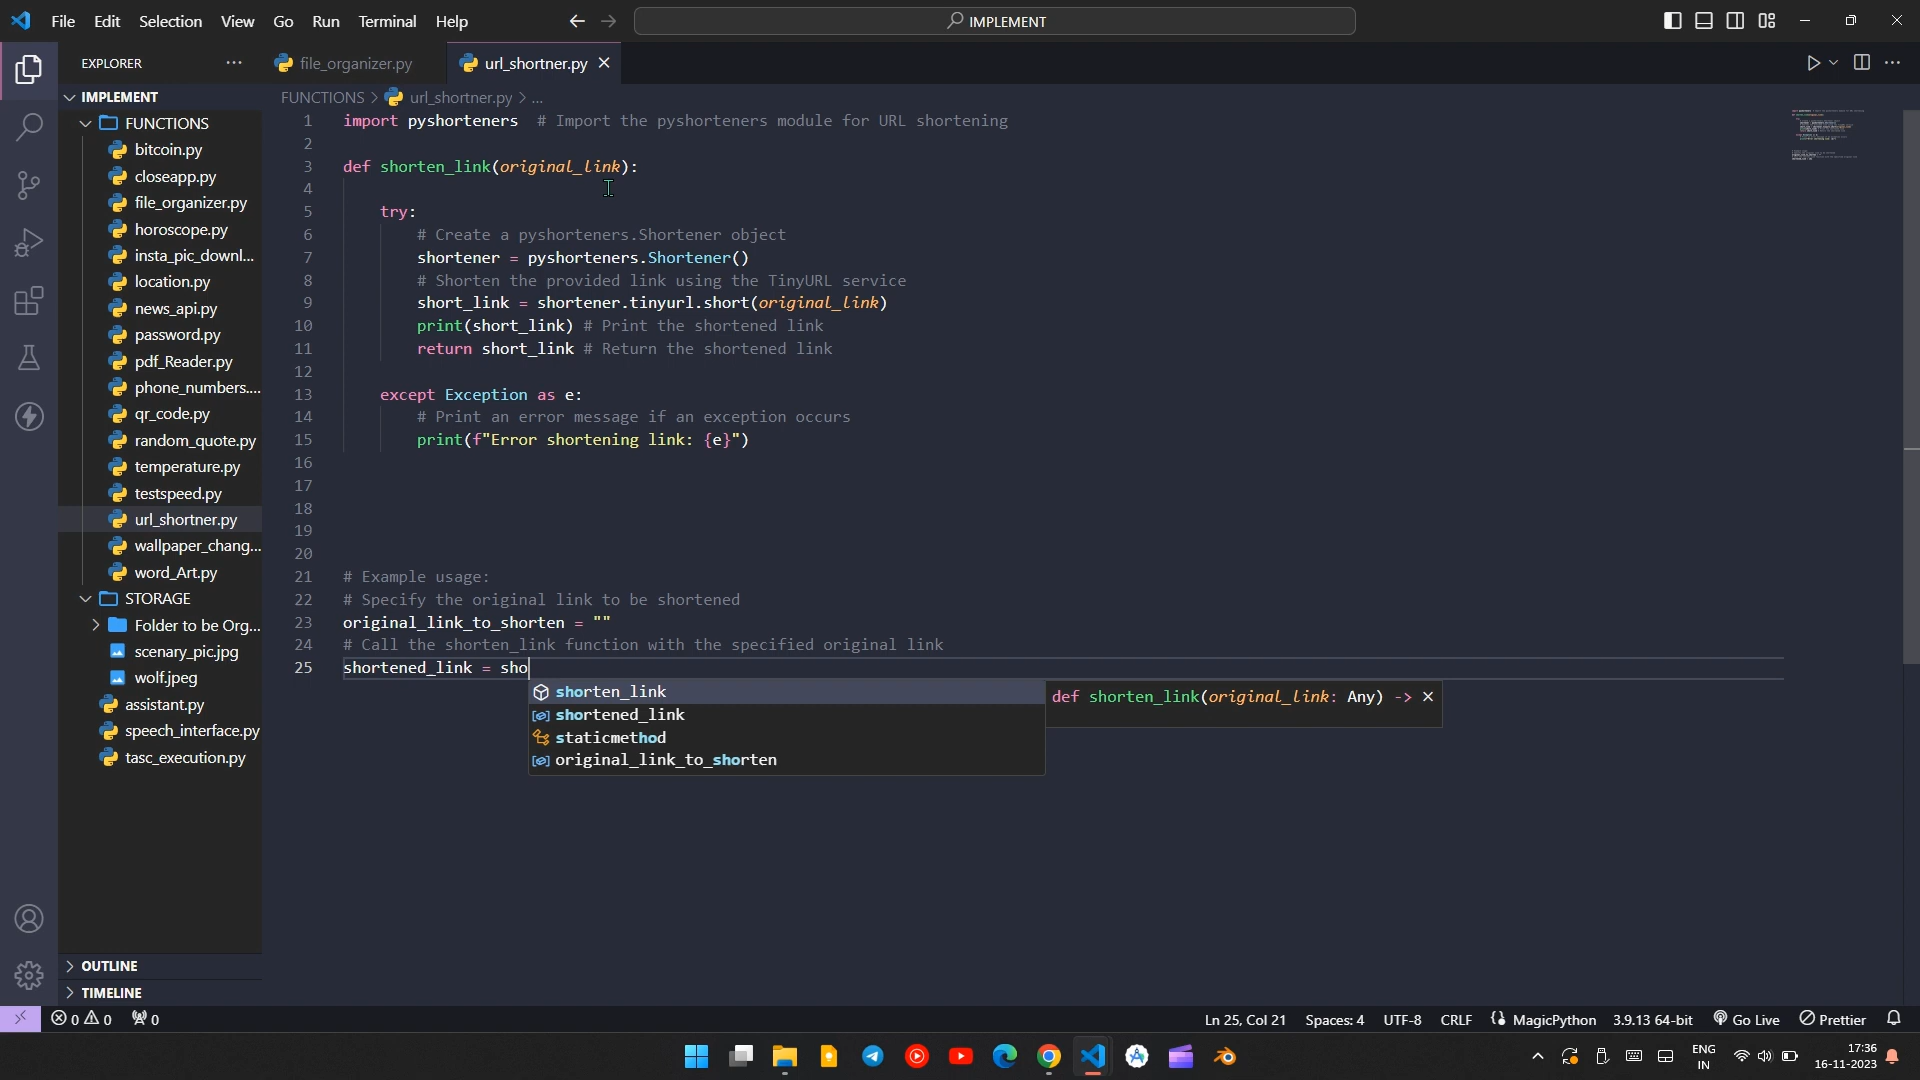 File Edit Selection View Go Run Terminal Help
IMPLEMENT
EXPLORER
file_organizer.py
url_shortner.py
IMPLEMENT
FUNCTIONS > url_shortner.py > ...
FUNCTIONS
bitcoin.py
closeapp.py
file_organizer.py
horoscope.py
insta_pic_downl...
location.py
news_api.py
password.py
pdf_Reader.py
phone_numbers....
qr_code.py
random_quote.py
temperature.py
testspeed.py
url_shortner.py
wallpaper_chang...
word_Art.py
STORAGE
Folder to be Org...
scenary_pic.jpg
wolf.jpeg
assistant.py
speech_interface.py
tasc_execution.py
OUTLINE
TIMELINE
1 import pyshorteners # Import the pyshorteners module for URL shortening
2
3 def shorten_link(original_link):
4
5 try:
6 # Create a pyshorteners.Shortener object
7 shortener = pyshorteners.Shortener()
8 # Shorten the provided link using the TinyURL service
9 short_link = shortener.tinyurl.short(original_link)
10 print(short_link) # Print the shortened link
11 return short_link # Return the shortened link
12
13 except Exception as e:
14 # Print an error message if an exception occurs
15 print(f"Error shortening link: {e}")
16
17
18
19
20
21 # Example usage:
22 # Specify the original link to be shortened
23 original_link_to_shorten = ""
24 # Call the shorten_link function with the specified original link
25 shortened_link = sho
shorten_link
shortened_link
staticmethod
original_link_to_shorten
def shorten_link(original_link: Any) ->
0 0 0
Ln 25, Col 21 Spaces: 4 UTF-8 CRLF MagicPython 3.9.13 64-bit Go Live Prettier
ENG
IN
17:36
16-11-2023